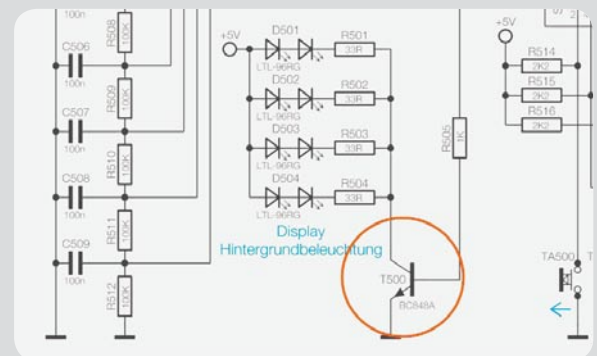 R508
100K
C506
100n
R509
100K
C507
100n
R510
100K
C508
100n
R511
100K
C509
100n
R512
100K
+5V
D501
R501
33R
LTL-96RG
D502
R502
33R
LTL-96RG
D503
R503
33R
LTL-96RG
D504
R504
33R
LTL-96RG
Display
Hintergrundbeleuchtung
R505
1K
T500
BC848A
+5V
R514
2K2
R515
2K2
R516
2K2
TA500